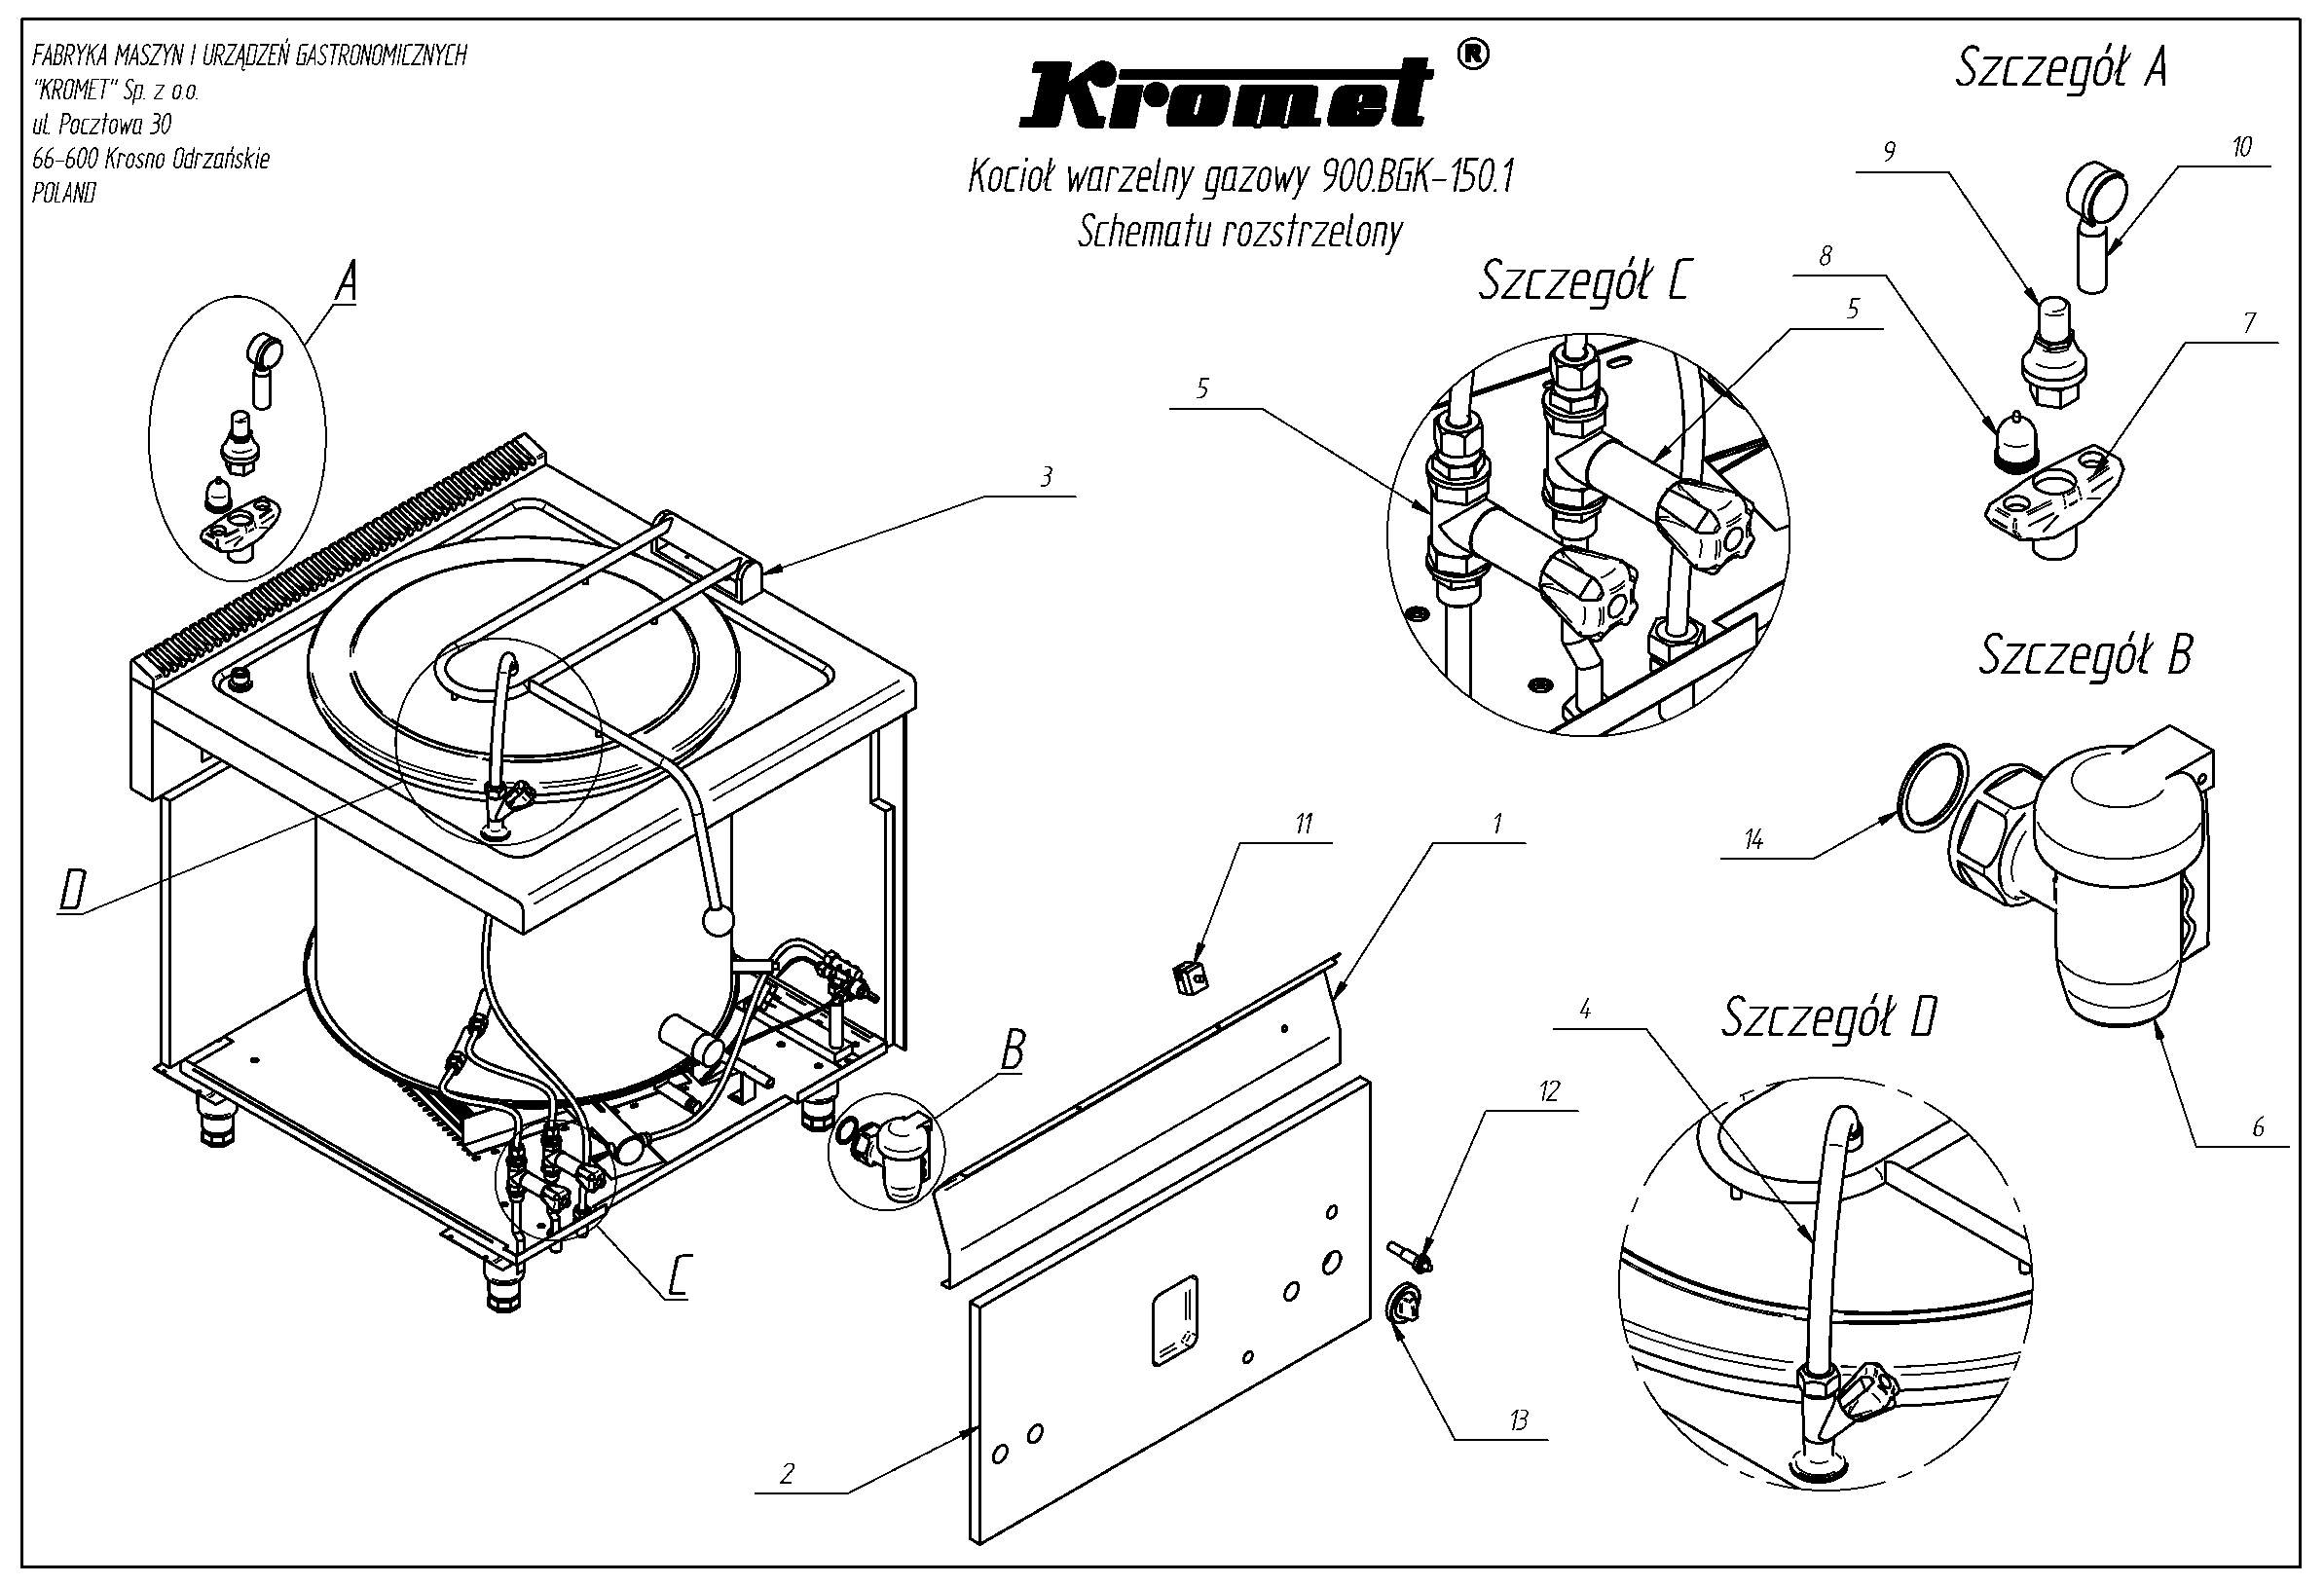 FABRYKA MASZYN I URZĄDZEŃ GASTRONOMICZNYCH
"KROMET" Sp. z o.o.
ul. Pocztowa 30
66-600 Krosno Odrzańskie
POLAND
Kromet ®
Kocioł warzelny gazowy 900.BGK-150.1
Schematu rozstrzelony
Szczegół A
9
10
8
7
Szczegół C
5
5
A
3
Szczegół B
14
6
D
11
1
B
Szczegół D
4
12
C
13
2